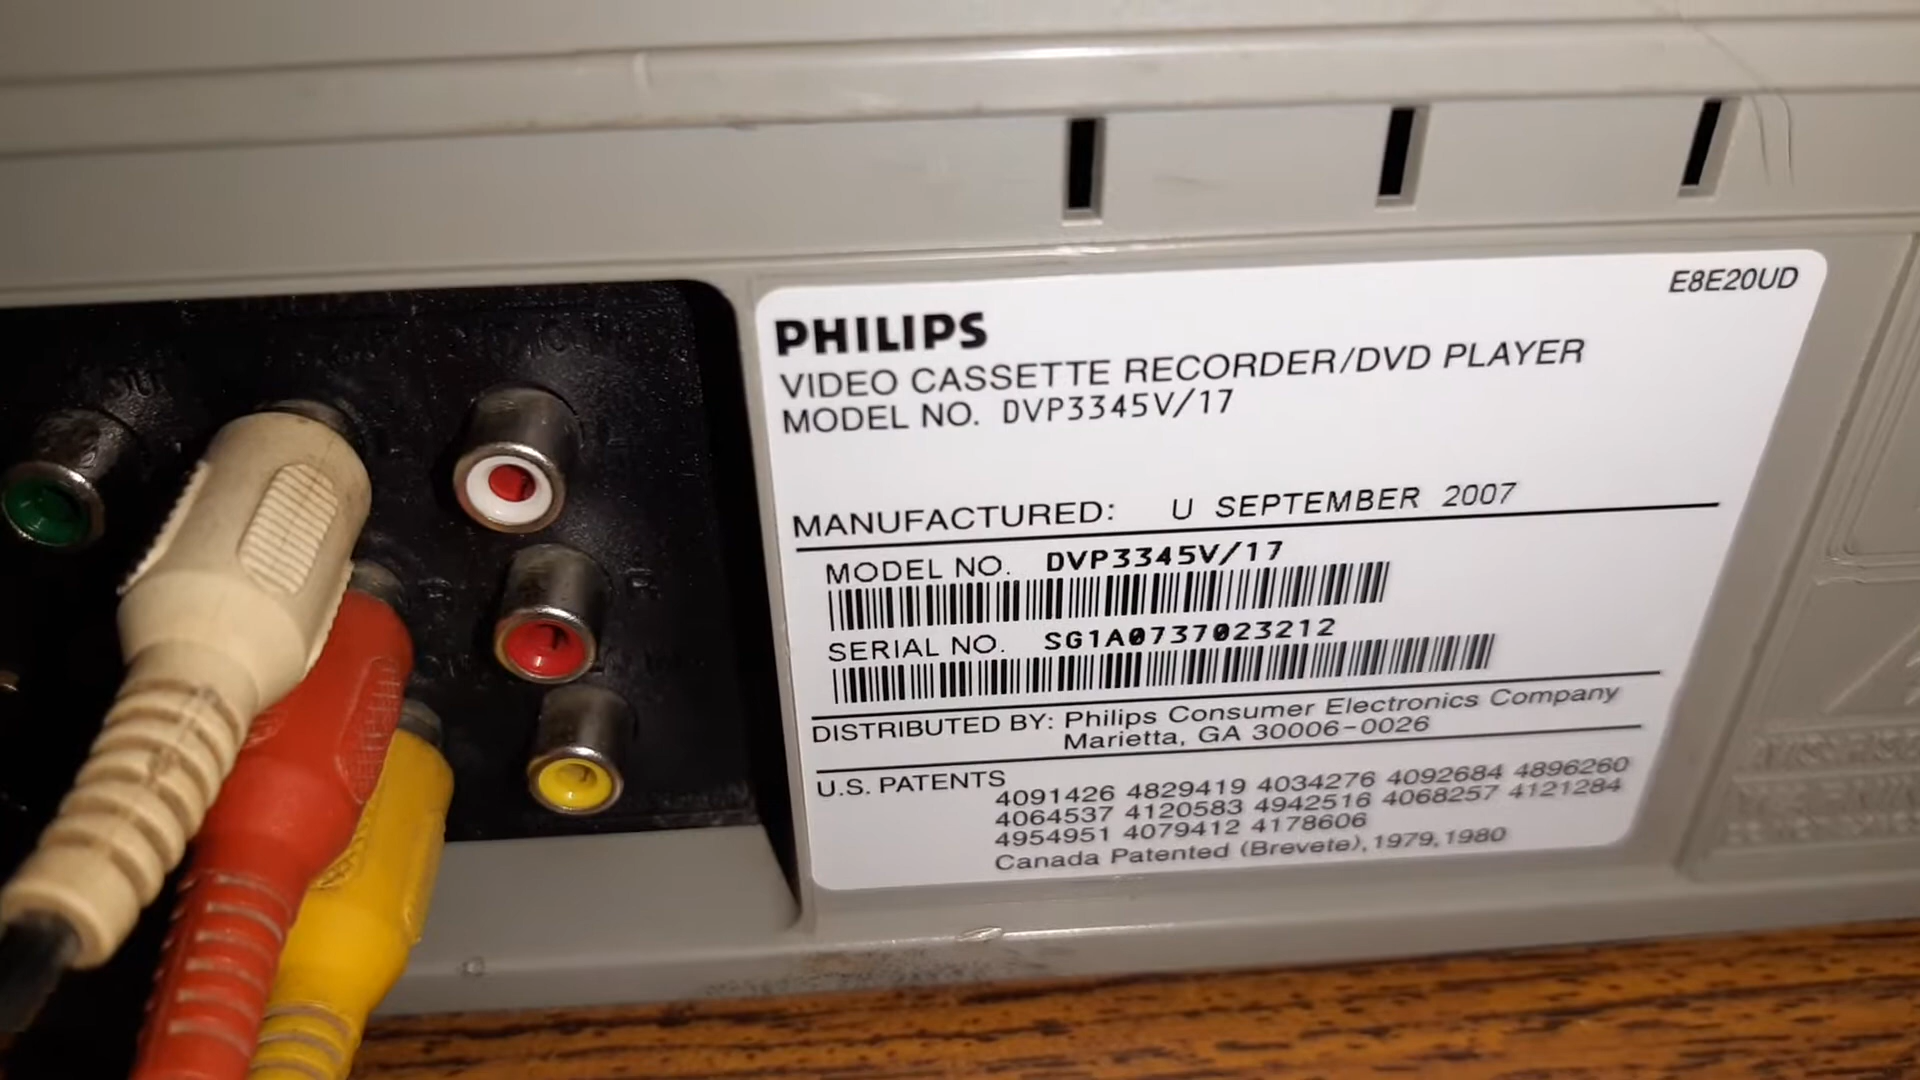 E8E20UD
PHILIPS
VIDEO CASSETTE RECORDER/DVD PLAYER
MODEL NO. DVP3345V/17
MANUFACTURED: U SEPTEMBER 2007
MODEL NO. DVP3345V/17
SERIAL NO. SG1A0737023212
DISTRIBUTED BY: Philips Consumer Electronics Company
Marietta, GA 30006-0026
U.S. PATENTS
4091426 4829419 4034276 4092684 4896260
4064537 4120583 4942516 4068257 4121284
4954951 4079412 4178606
Canada Patented (Brevete), 1979, 1980